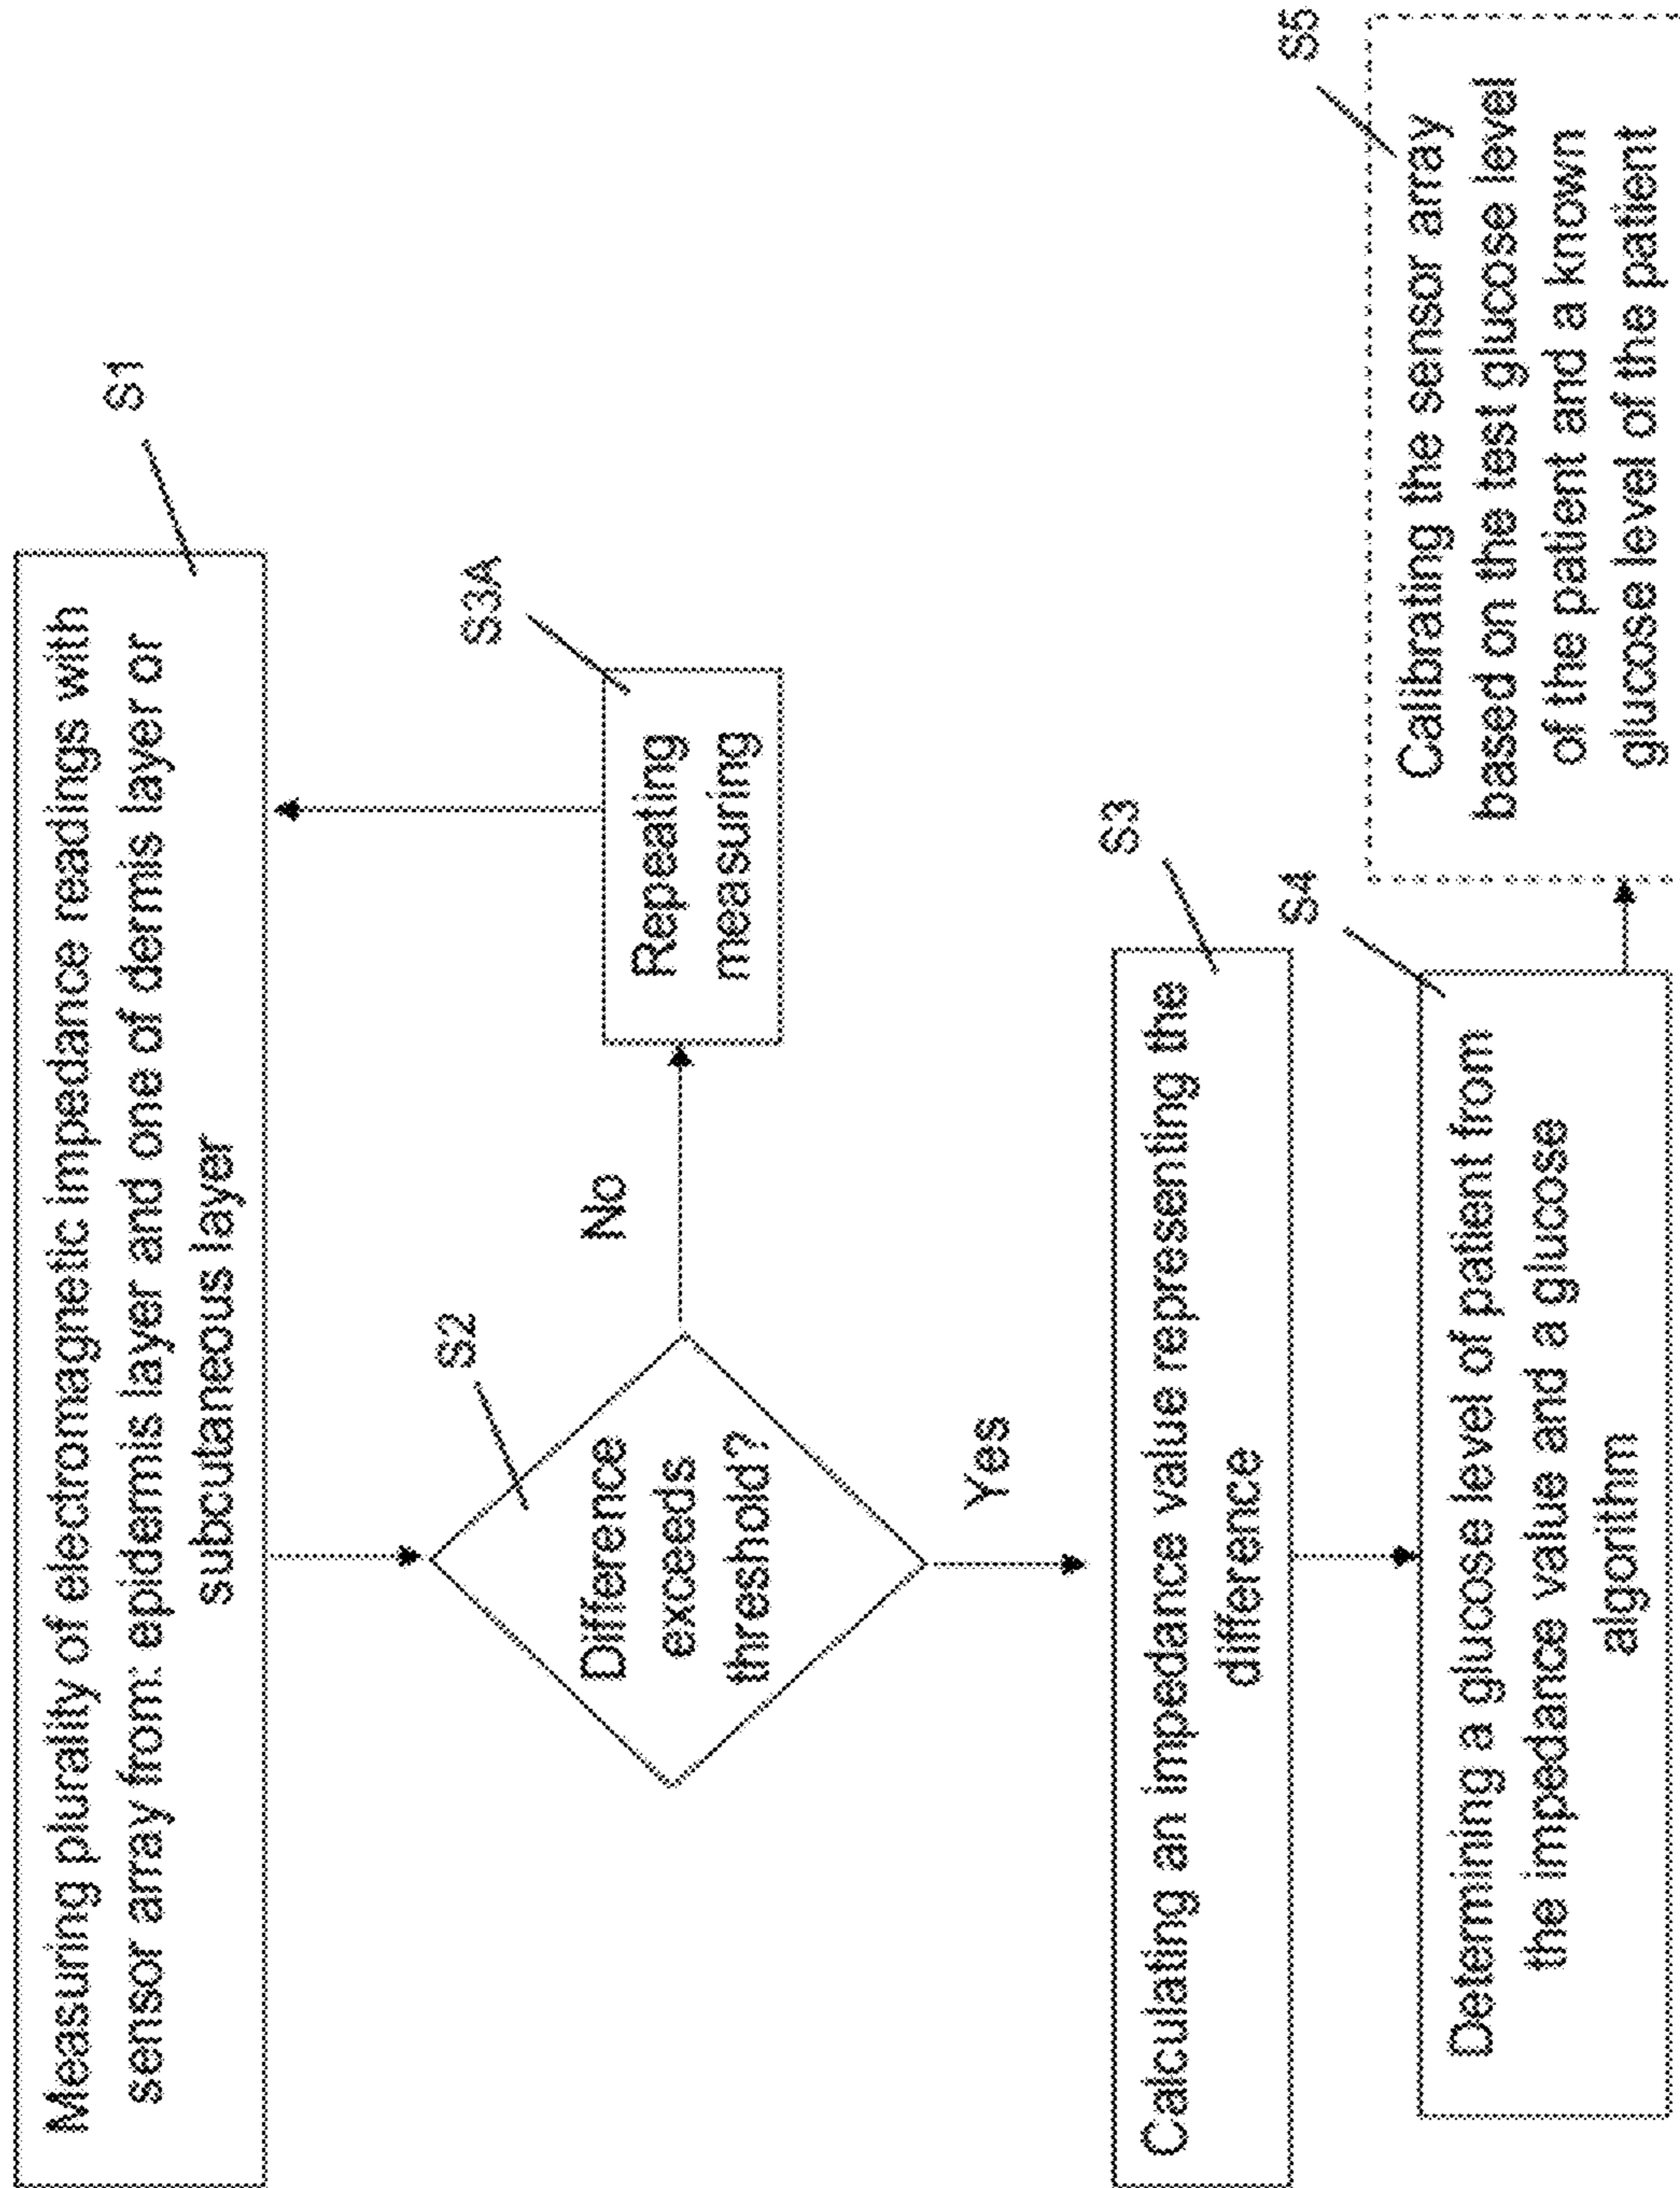 Measuring plurality of electromagnetic impedance readings with
sensor array from: epidermis layer and one of dermis layer or
subcutaneous layer
S1
S2
Difference
exceeds
threshold?
No
Repeating
measuring
S3A
Yes
Calculating an impedance value representing the
difference
S3
Determining a glucose level of patient from
the impedance value and a glucose
algorithm
S4
Calibrating the sensor array
based on the test glucose level
of the patient and a known
glucose level of the patient
S5